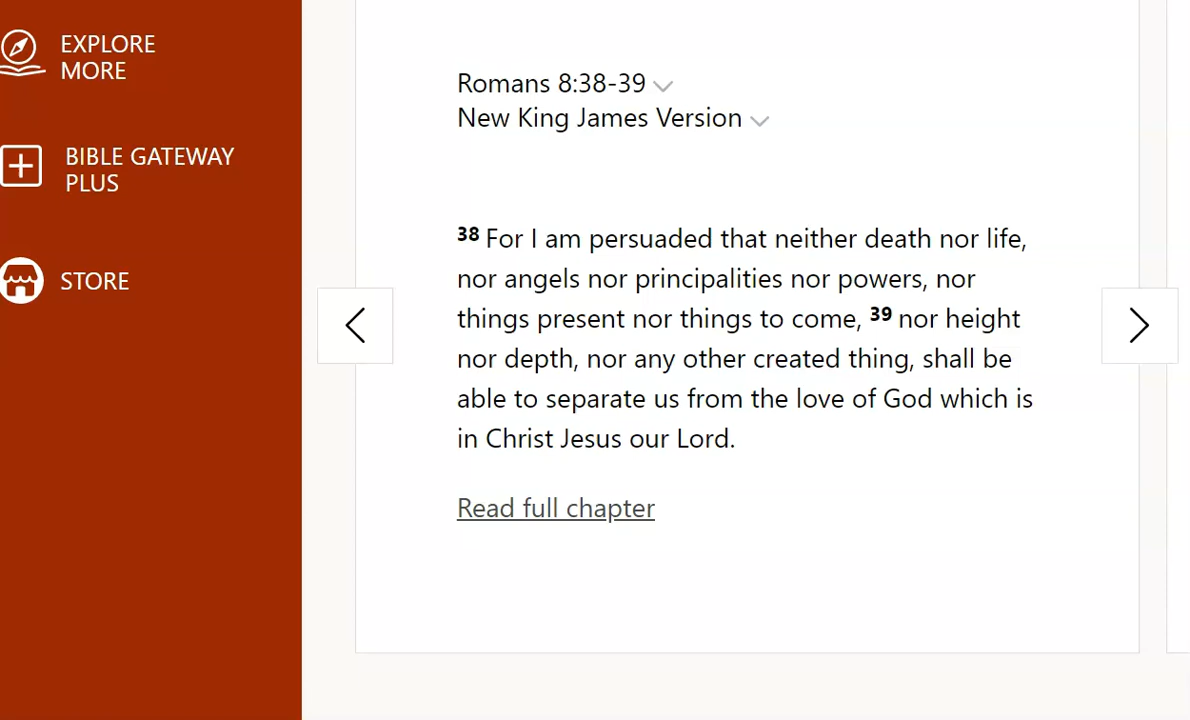 EXPLORE
MORE
BIBLE GATEWAY
PLUS
STORE
Romans 8:38-39
New King James Version
38 For I am persuaded that neither death nor life,
nor angels nor principalities nor powers, nor
things present nor things to come, 39 nor height
nor depth, nor any other created thing, shall be
able to separate us from the love of God which is
in Christ Jesus our Lord.
Read full chapter